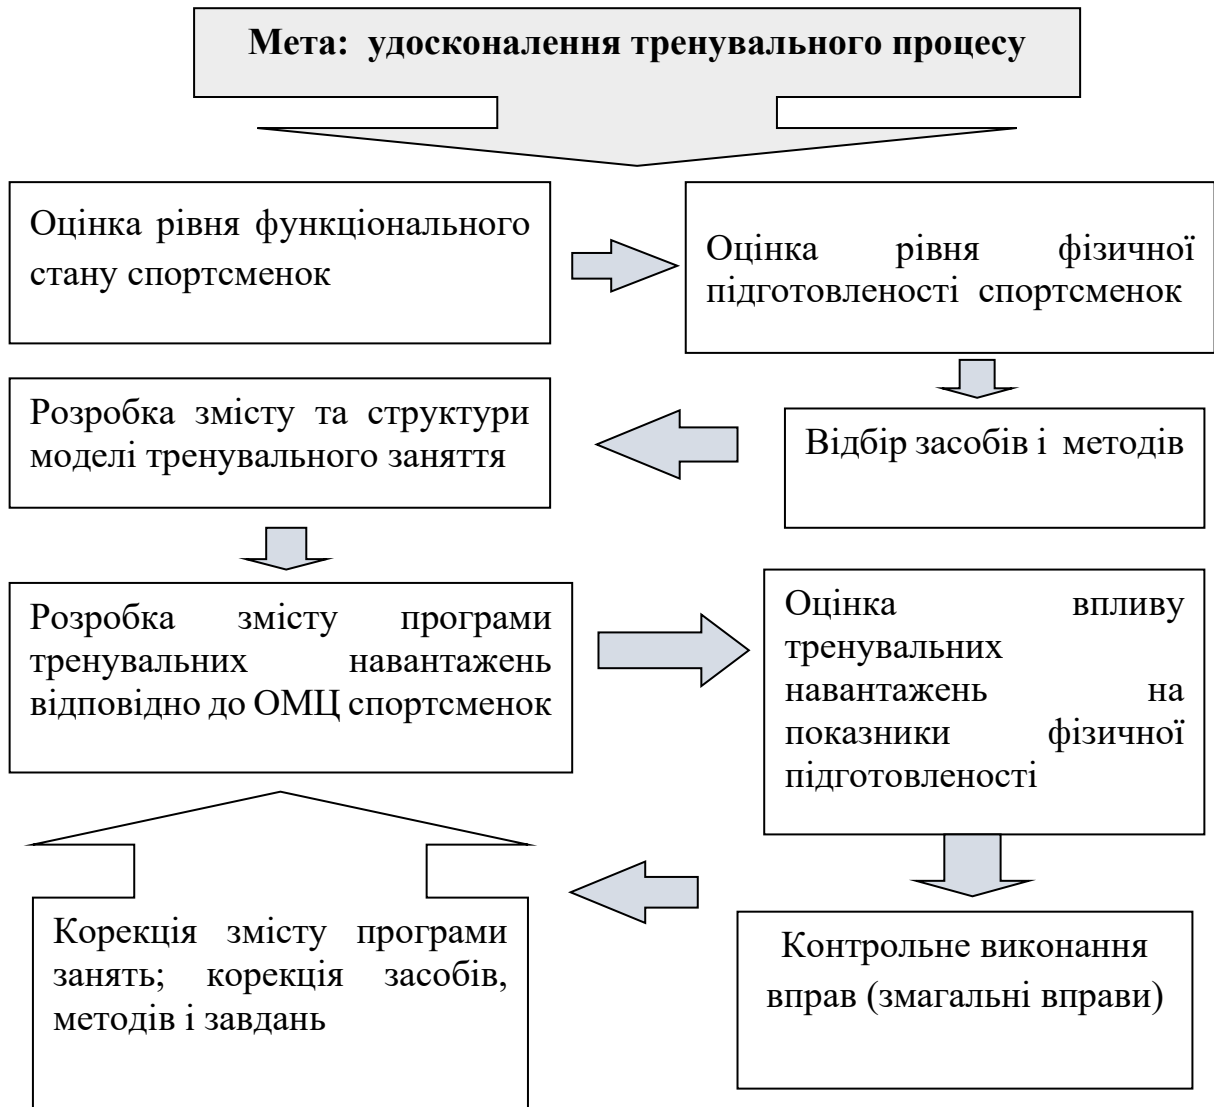 Мета: удосконалення тренувального процесу
Оцінка рівня функціонального
стану спортсменок
Оцінка рівня фізичної
підготовленості спортсменок
Відбір засобів і методів
Розробка змісту та структури
моделі тренувального заняття
Розробка змісту програми
тренувальних навантажень
відповідно до ОМЦ спортсменок
Оцінка впливу
тренувальних
навантажень на
показники фізичної
підготовленості
Контрольне виконання
вправ (змагальні вправи)
Корекція змісту програми
занять; корекція засобів,
методів і завдань